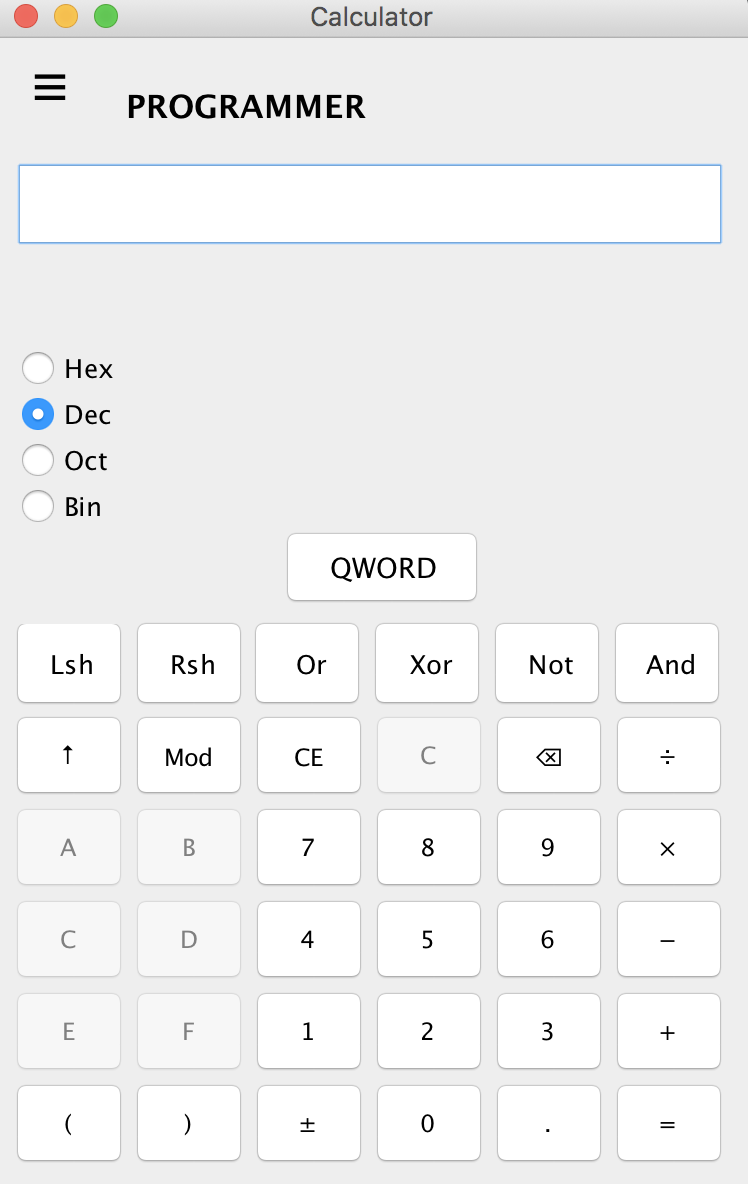 Calculator
PROGRAMMER
Hex
Dec
Oct
Bin
QWORD
Lsh Rsh Or Xor Not And
↑ Mod CE C ⌫ ÷
A B 7 8 9 ×
C D 4 5 6 −
E F 1 2 3 +
( ) ± 0 . =